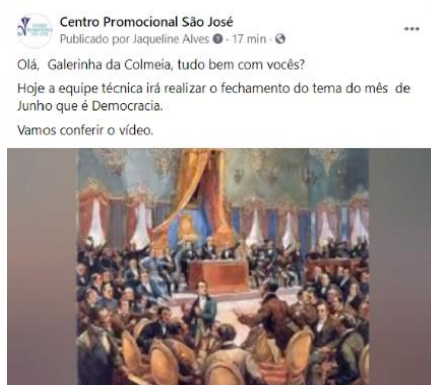 Centro Promocional São José
Publicado por Jaqueline Alves · 17 min ·
Olá, Galerinha da Colmeia, tudo bem com vocês?
Hoje a equipe técnica irá realizar o fechamento do tema do mês de
Junho que é Democracia.
Vamos conferir o vídeo.